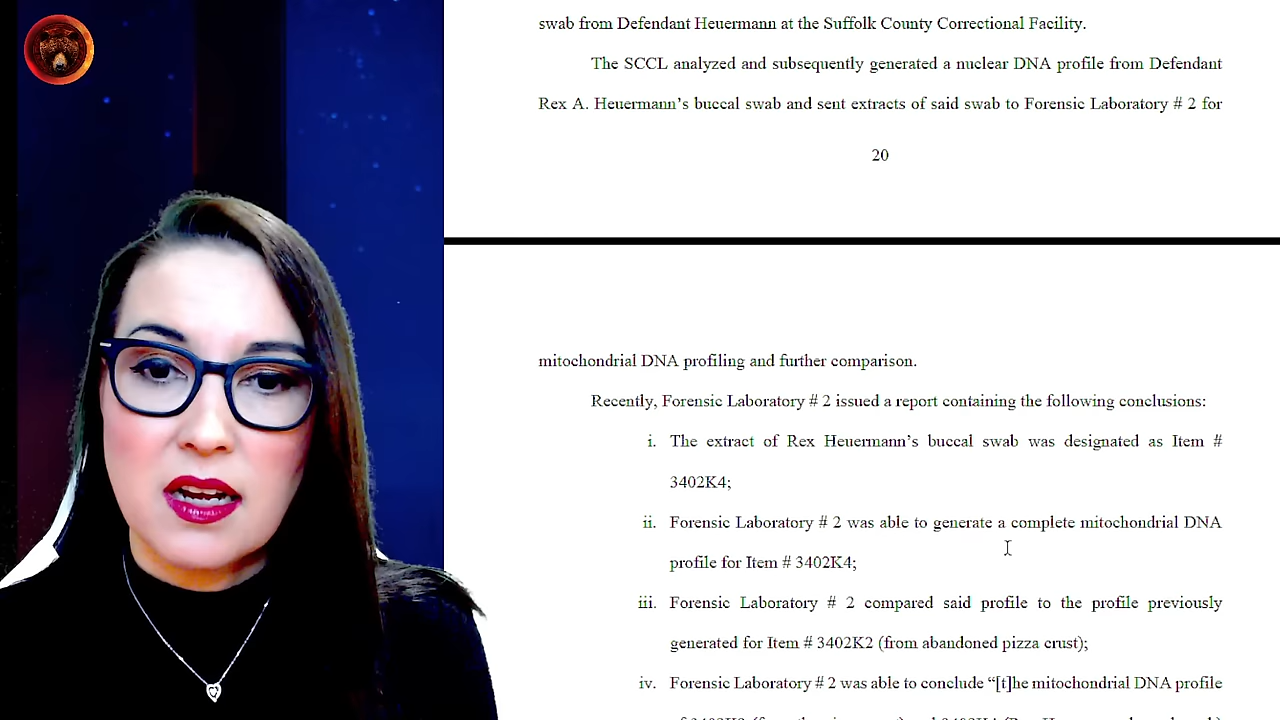 swab from Defendant Heuermann at the Suffolk County Correctional Facility.
The SCCL analyzed and subsequently generated a nuclear DNA profile from Defendant
Rex A. Heuermann’s buccal swab and sent extracts of said swab to Forensic Laboratory # 2 for
20
mitochondrial DNA profiling and further comparison.
Recently, Forensic Laboratory # 2 issued a report containing the following conclusions:
i. The extract of Rex Heuermann’s buccal swab was designated as Item #
3402K4;
ii. Forensic Laboratory # 2 was able to generate a complete mitochondrial DNA
profile for Item # 3402K4;
iii. Forensic Laboratory # 2 compared said profile to the profile previously
generated for Item # 3402K2 (from abandoned pizza crust);
iv. Forensic Laboratory # 2 was able to conclude “[t]he mitochondrial DNA profile